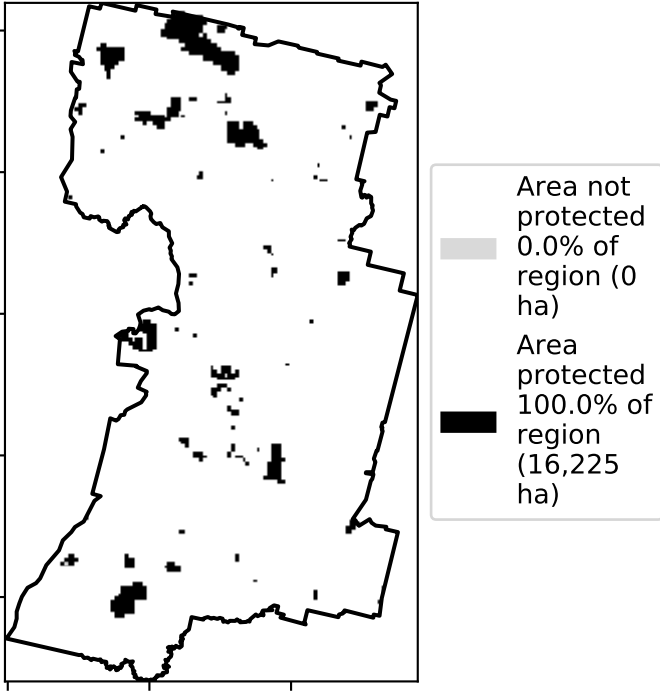 Area not
protected
0.0% of
region (0
ha)
Area
protected
100.0% of
region
(16,225
ha)